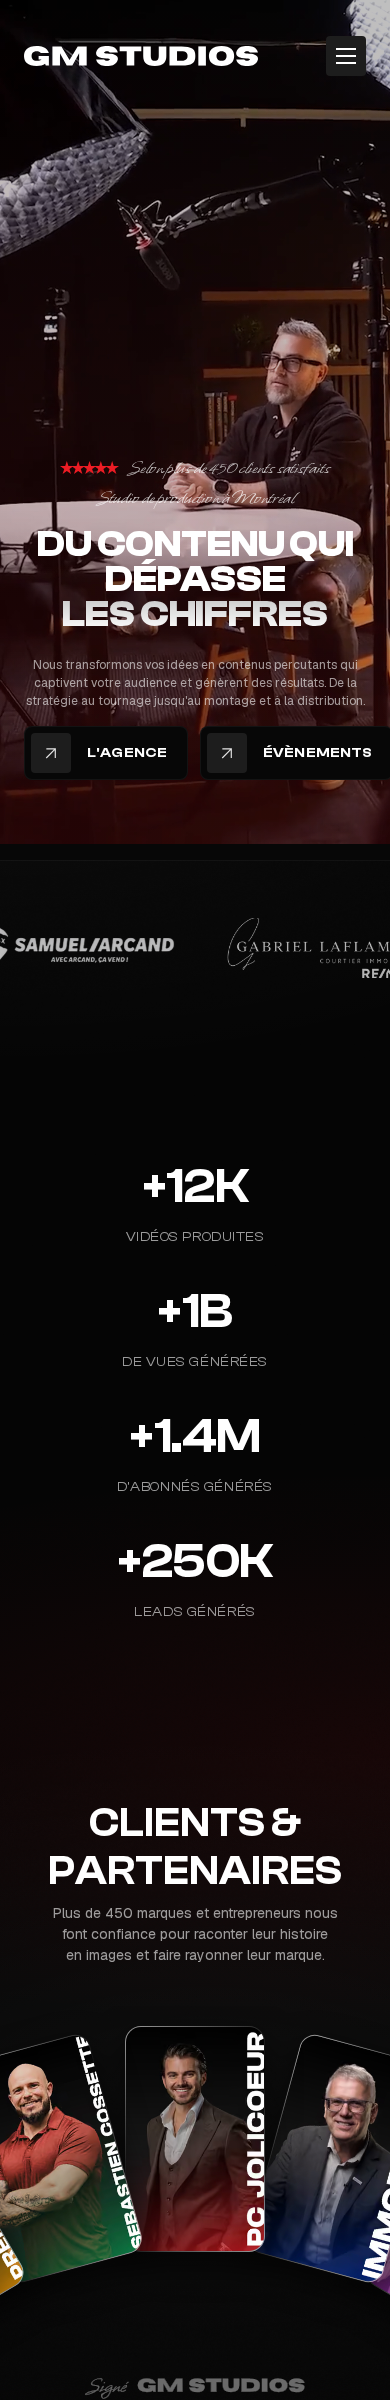 GM STUDIOS
★★★★★ Selon plus de 450 clients satisfaits
Studio de production à Montréal
DU CONTENU QUI
DÉPASSE
LES CHIFFRES
Nous transformons vos idées en contenus percutants qui
captivent votre audience et génèrent des résultats. De la
stratégie au tournage jusqu'au montage et à la distribution.
L'AGENCE
ÉVÈNEMENTS
SAMUEL ARCAND
AVEC ARCAND, ÇA VEND !
GABRIEL LAFLAM
COURTIER IMMO
RE/M
+12K
VIDÉOS PRODUITES
+1B
DE VUES GÉNÉRÉES
+1.4M
D'ABONNÉS GÉNÉRÉS
+250K
LEADS GÉNÉRÉS
CLIENTS &
PARTENAIRES
Plus de 450 marques et entrepreneurs nous
font confiance pour raconter leur histoire
en images et faire rayonner leur marque.
SEBASTIEN COSSETTE
PC JOLICOEUR
IMMO
Signé GM STUDIOS